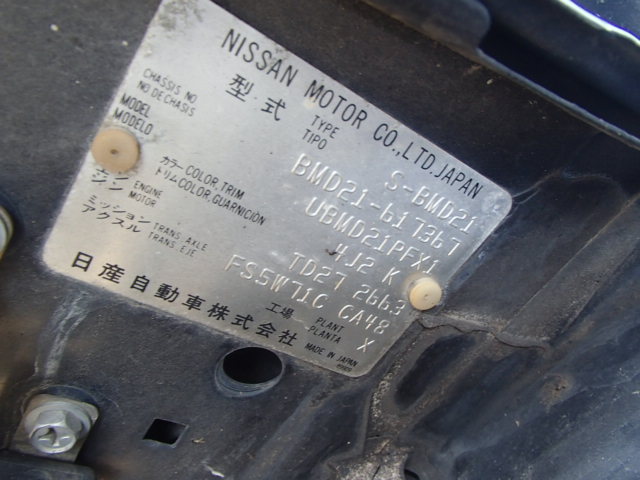 NISSAN MOTOR CO., LTD. JAPAN
型式 TYPE TIPO S-BMD21
CHASSIS NO NO DE CHASIS BMD21-617367
MODEL MODELO UBMD21PFX1
カラー COLOR, TRIM トリム COLOR, GUARNICIÓN 4J2 K
エンジン ENGINE MOTOR TD27 2663
ミッション TRANS. アクスル TRANS. AXLE EJE FS5W71C CA48
工場 PLANT PLANTA X
日産自動車株式会社 MADE IN JAPAN